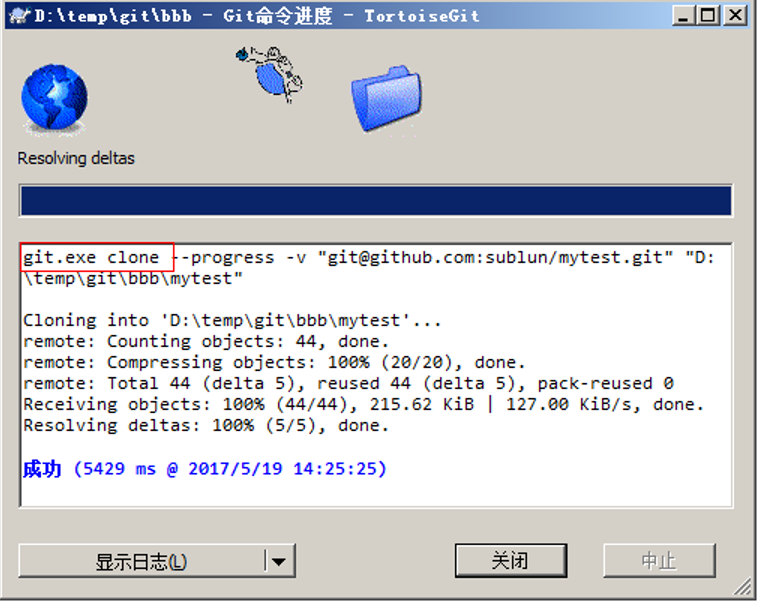 D:\temp\git\bbb - Git命令进度 - TortoiseGit
Resolving deltas
git.exe clone --progress -v "git@github.com:sublun/mytest.git" "D:
\temp\git\bbb\mytest"
Cloning into 'D:\temp\git\bbb\mytest'...
remote: Counting objects: 44, done.
remote: Compressing objects: 100% (20/20), done.
remote: Total 44 (delta 5), reused 44 (delta 5), pack-reused 0
Receiving objects: 100% (44/44), 215.62 KiB | 127.00 KiB/s, done.
Resolving deltas: 100% (5/5), done.
成功 (5429 ms @ 2017/5/19 14:25:25)
显示日志(L) 关闭 中止